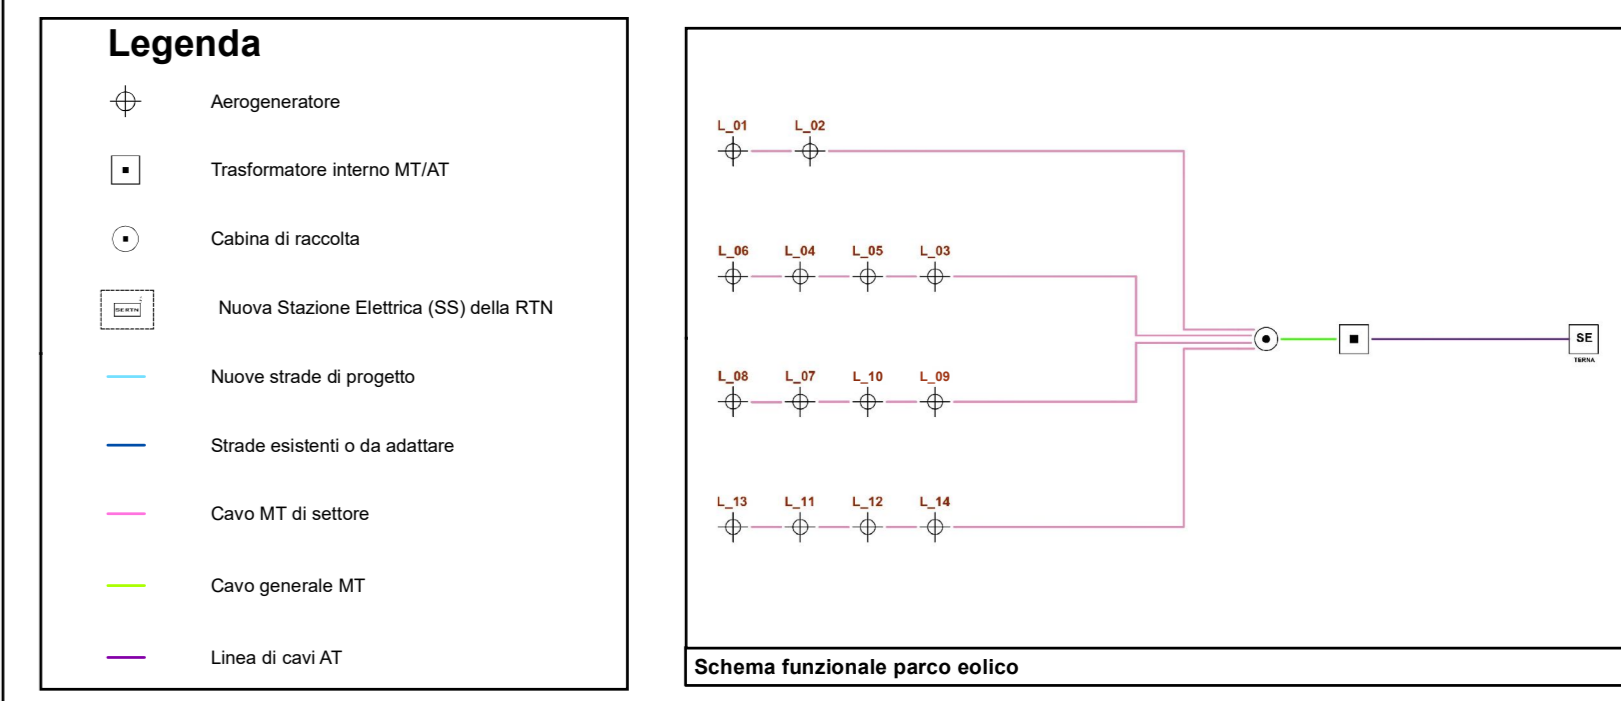 Legenda
Aerogeneratore
Trasformatore interno MT/AT
Cabina di raccolta
SE RTN
Nuova Stazione Elettrica (SS) della RTN
Nuove strade di progetto
Strade esistenti o da adattare
Cavo MT di settore
Cavo generale MT
Linea di cavi AT
L_01 L_02
L_06 L_04 L_05 L_03
SE
TERNA
L_08 L_07 L_10 L_09
L_13 L_11 L_12 L_14
Schema funzionale parco eolico